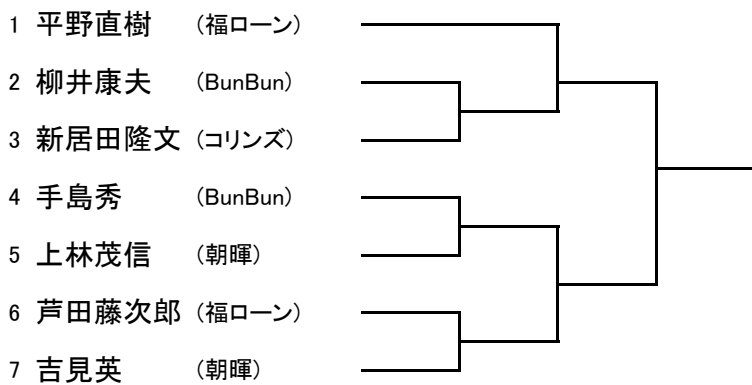 1 平野直樹 (福ローン)
2 柳井康夫 (BunBun)
3 新居田隆文 (コリンズ)
4 手島秀 (BunBun)
5 上林茂信 (朝暉)
6 芦田藤次郎 (福ローン)
7 吉見英 (朝暉)